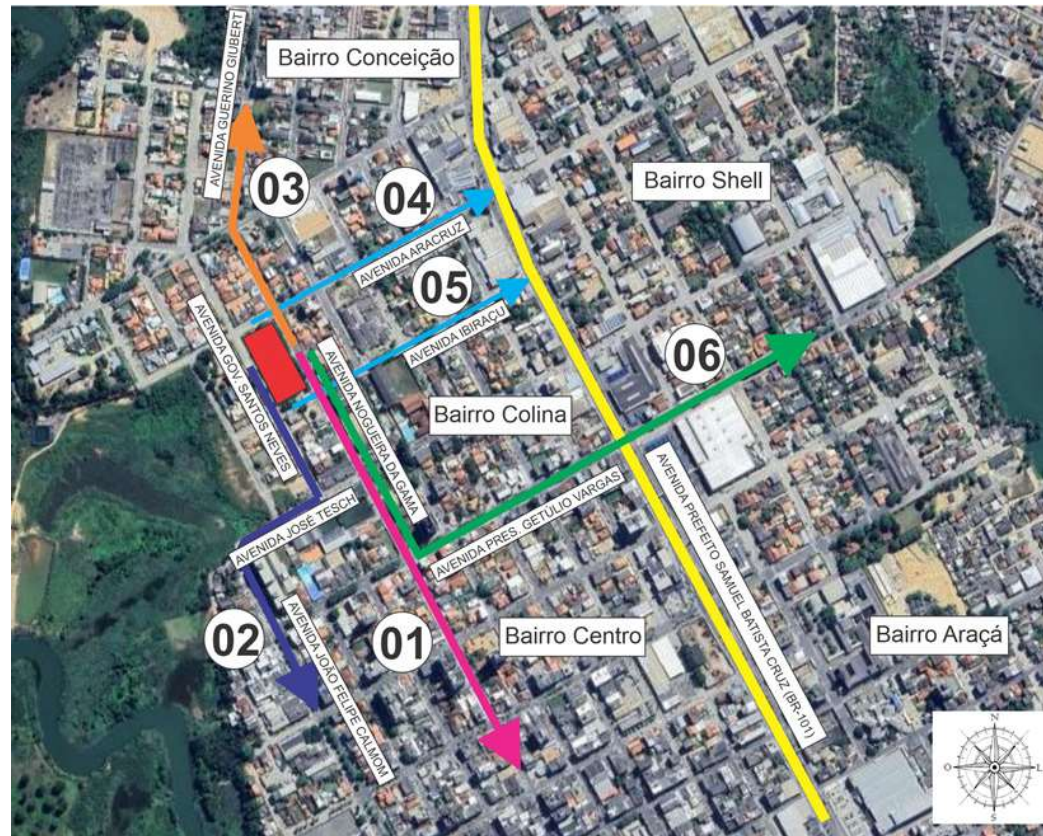 Bairro Conceição
AVENIDA GUERINO GIUBERT
03
04
Bairro Shell
AVENIDA ARACRUZ
05
AVENIDA IBIRAÇU
06
AVENIDA GOV. SANTOS NEVES
AVENIDA NOGUEIRA DA GAMA
Bairro Colina
AVENIDA JOSÉ TESCH
AVENIDA PRES. GETÚLIO VARGAS
AVENIDA PREFEITO SAMUEL BATISTA CRUZ (BR-101)
02
AVENIDA JOÃO FELIPE CALMOM
01
Bairro Centro
Bairro Araçá
N
O
L
S